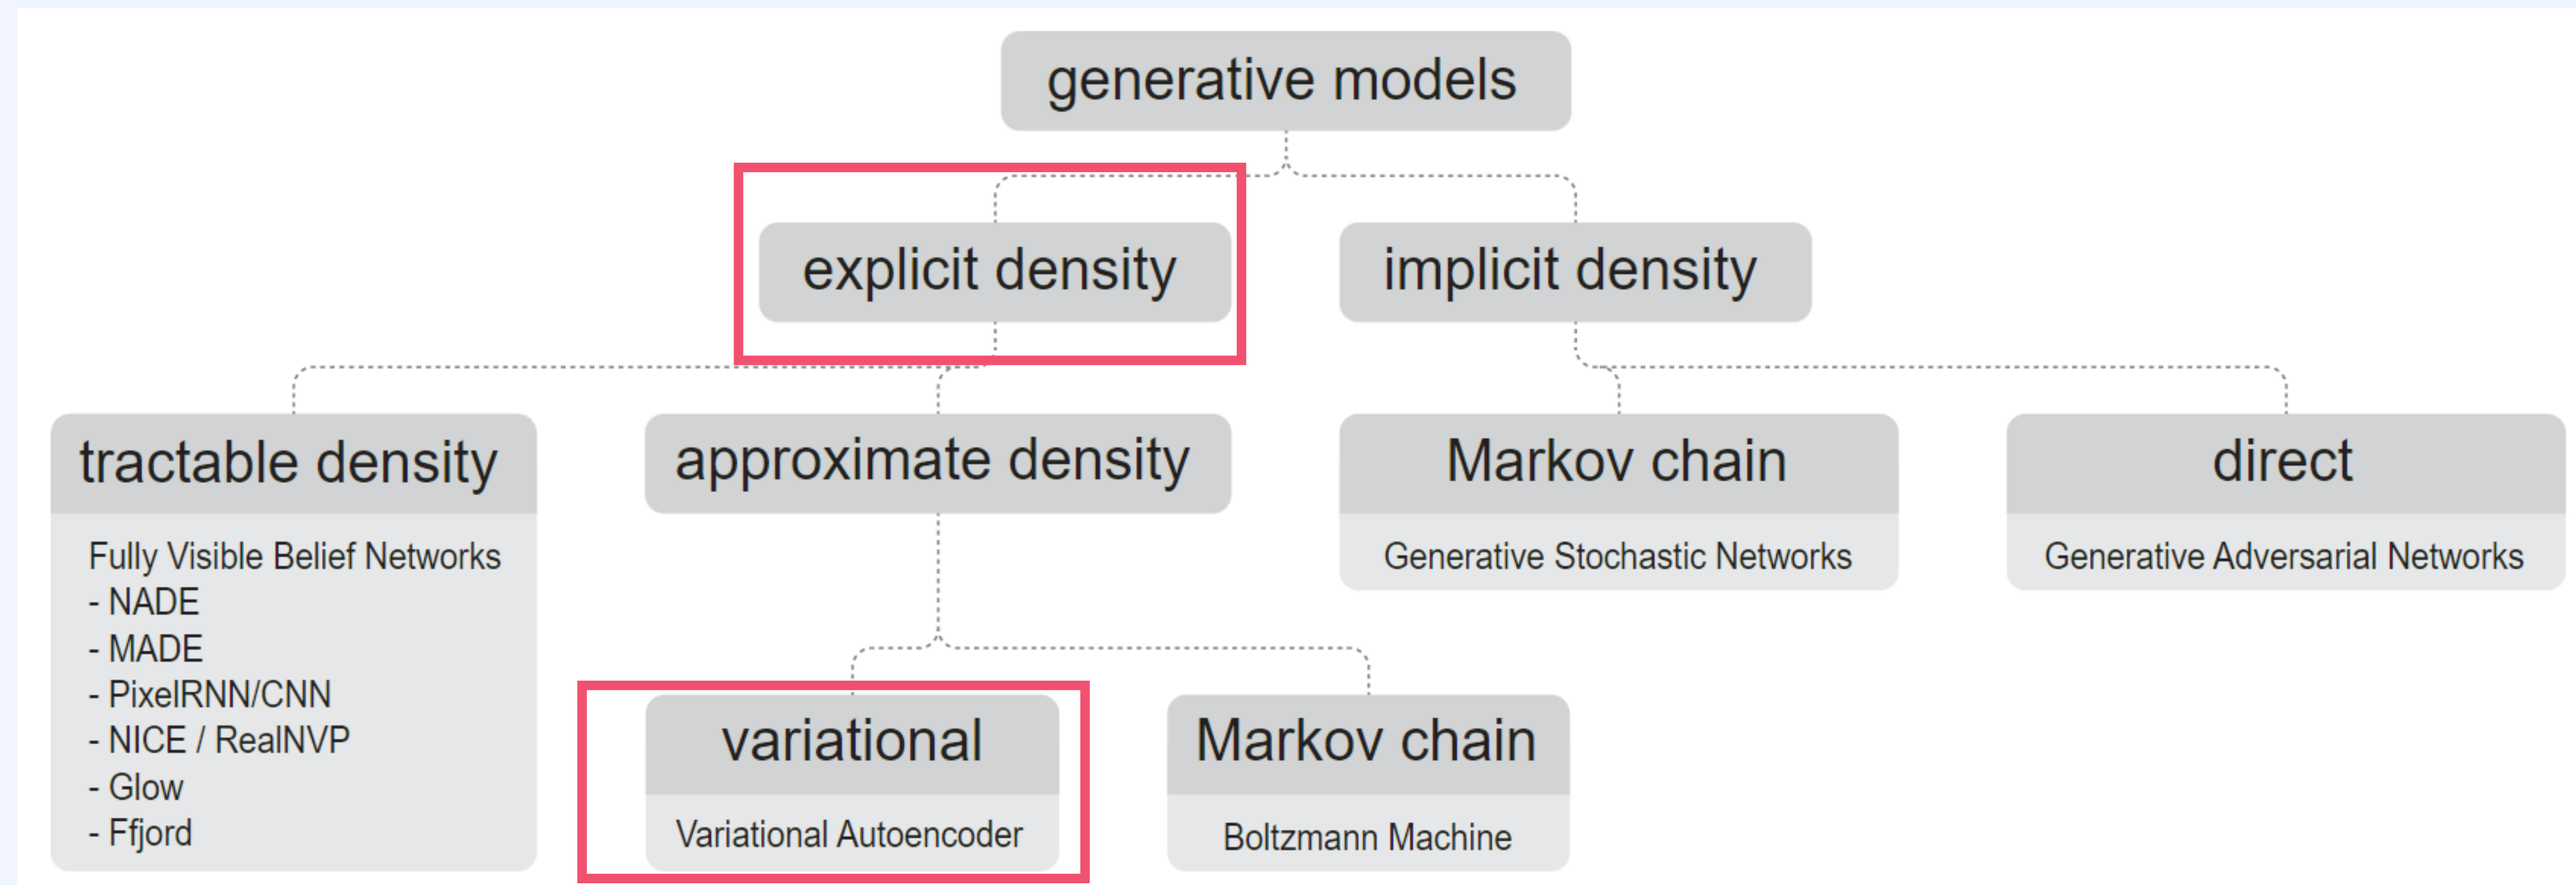 generative models
explicit density
implicit density
tractable density
Fully Visible Belief Networks
- NADE
- MADE
- PixelRNN/CNN
- NICE / RealNVP
- Glow
- Ffjord
approximate density
Markov chain
Generative Stochastic Networks
direct
Generative Adversarial Networks
variational
Variational Autoencoder
Markov chain
Boltzmann Machine